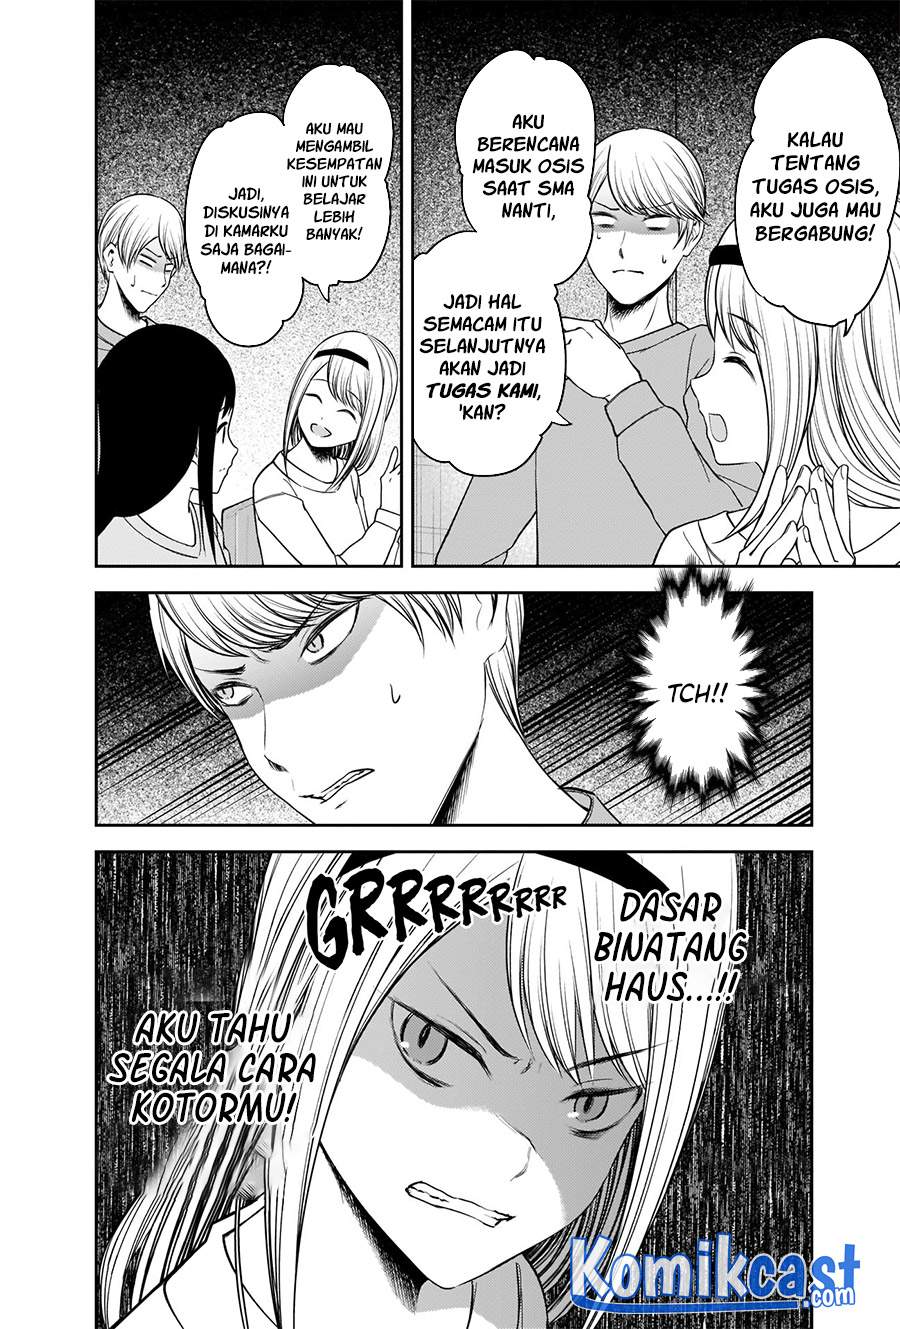 KALAU
TENTANG
TUGAS OSIS,
AKU JUGA MAU
BERGABUNG!
AKU
BERENCANA
MASUK OSIS
SAAT SMA
NANTI,
JADI HAL
SEMACAM ITU
SELANJUTNYA
AKAN JADI
TUGAS KAMI,
'KAN?
AKU MAU
MENGAMBIL
KESEMPATAN
INI UNTUK
BELAJAR
LEBIH
BANYAK!
JADI,
DISKUSINYA
DI KAMARKU
SAJA BAGAI-
MANA?!
TCH!!
GRRRRRRRR
DASAR
BINATANG
HAUS...!!
AKU TAHU
SEGALA CARA
KOTORMU!
Komikcast
.com